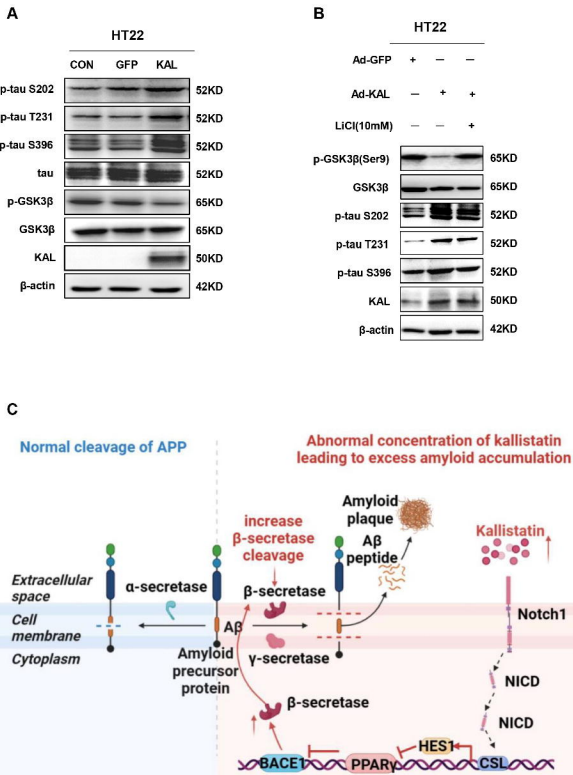 A
HT22
CON GFP KAL
p-tau S202 52KD
p-tau T231 52KD
p-tau S396 52KD
tau 52KD
p-GSK3β 65KD
GSK3β 65KD
KAL 50KD
β-actin 42KD
B
HT22
Ad-GFP + — —
Ad-KAL — + +
LiCl(10mM) — — +
p-GSK3β(Ser9) 65KD
GSK3β 65KD
p-tau S202 52KD
p-tau T231 52KD
p-tau S396 52KD
KAL 50KD
β-actin 42KD
C
Normal cleavage of APP
Abnormal concentration of kallistatin
leading to excess amyloid accumulation
Amyloid
plaque
Aβ
peptide
increase
β-secretase
cleavage
Kallistatin
Extracellular
space
α-secretase
β-secretase
Notch1
Cell
membrane
Aβ
Cytoplasm
Amyloid
precursor
protein
γ-secretase
NICD
β-secretase
NICD
HES1
BACE1
PPARγ
CSL